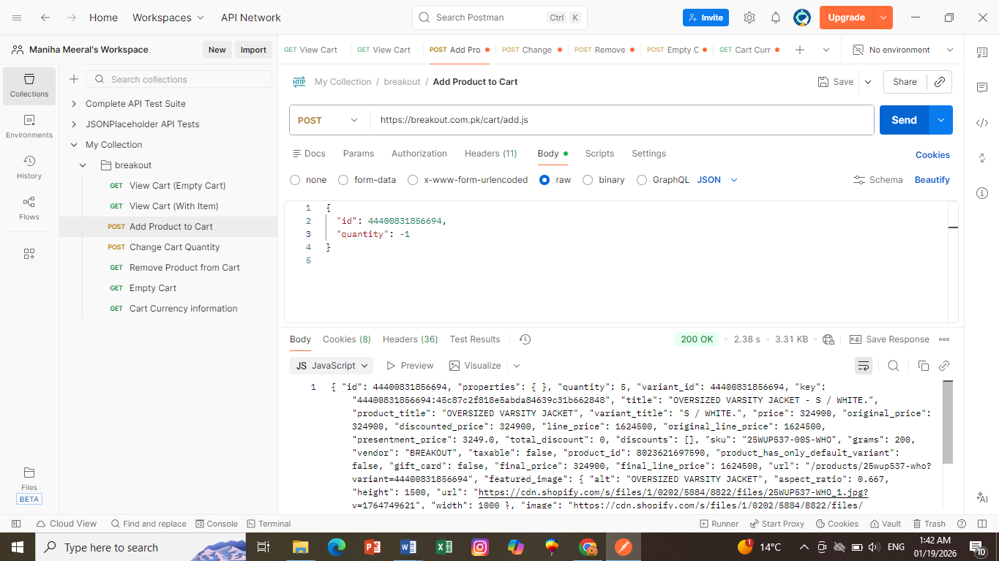 Home Workspaces API Network Search Postman Ctrl K Invite Upgrade
Maniha Meeral's Workspace New Import GET View Cart GET View Cart POST Add Pro POST Change POST Remove POST Empty C GET Cart Curr No environment
Collections
Environments
History
Flows
Files
BETA
Search collections
Complete API Test Suite
JSONPlaceholder API Tests
My Collection
breakout
GET View Cart (Empty Cart)
GET View Cart (With Item)
POST Add Product to Cart
POST Change Cart Quantity
GET Remove Product from Cart
GET Empty Cart
GET Cart Currency information
HTTP My Collection / breakout / Add Product to Cart Save Share
POST https://breakout.com.pk/cart/add.js Send
Docs Params Authorization Headers (11) Body Scripts Settings Cookies
none form-data x-www-form-urlencoded raw binary GraphQL JSON Schema Beautify
1 {
2 "id": 44400831856694,
3 "quantity": -1
4 }
5
Body Cookies (8) Headers (36) Test Results 200 OK 2.38 s 3.31 KB e.g. Save Response
JS JavaScript Preview Visualize
1 { "id": 44400831856694, "properties": { }, "quantity": 5, "variant_id": 44400831856694, "key":
"44400831856694:45c87c2f818e5abda84639c31b662848", "title": "OVERSIZED VARSITY JACKET - S / WHITE.",
"product_title": "OVERSIZED VARSITY JACKET", "variant_title": "S / WHITE.", "price": 324900, "original_price":
324900, "discounted_price": 324900, "line_price": 1624500, "original_line_price": 1624500,
"presentment_price": 3249.0, "total_discount": 0, "discounts": [], "sku": "25WUP537-00S-WHO", "grams": 200,
"vendor": "BREAKOUT", "taxable": false, "product_id": 8023621697590, "product_has_only_default_variant":
false, "gift_card": false, "final_price": 324900, "final_line_price": 1624500, "url": "/products/25wup537-who?
variant=44400831856694", "featured_image": { "alt": "OVERSIZED VARSITY JACKET", "aspect_ratio": 0.667,
"height": 1500, "url": "https://cdn.shopify.com/s/files/1/0202/5884/8822/files/25WUP537-WHO_1.jpg?
v=1764749621", "width": 1000 }, "image": "https://cdn.shopify.com/s/files/1/0202/5884/8822/files/
Cloud View Find and replace Console Terminal Runner Start Proxy Cookies Vault Trash
Type here to search 1 14°C ENG 1:42 AM
01/19/2026 10